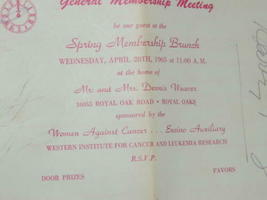 General Membership Meeting
be our guest at the
Spring Membership Brunch
WEDNESDAY, APRIL 28TH, 1965 at 11:00 A.M.
at the home of
Mr. and Mrs. Dennis Weaver
16055 ROYAL OAK ROAD • ROYAL OAKS
sponsored by the
Women Against Cancer . . . Encino Auxiliary
WESTERN INSTITUTE FOR CANCER AND LEUKEMIA RESEARCH
R.S.V.P.
DOOR PRIZES FAVORS